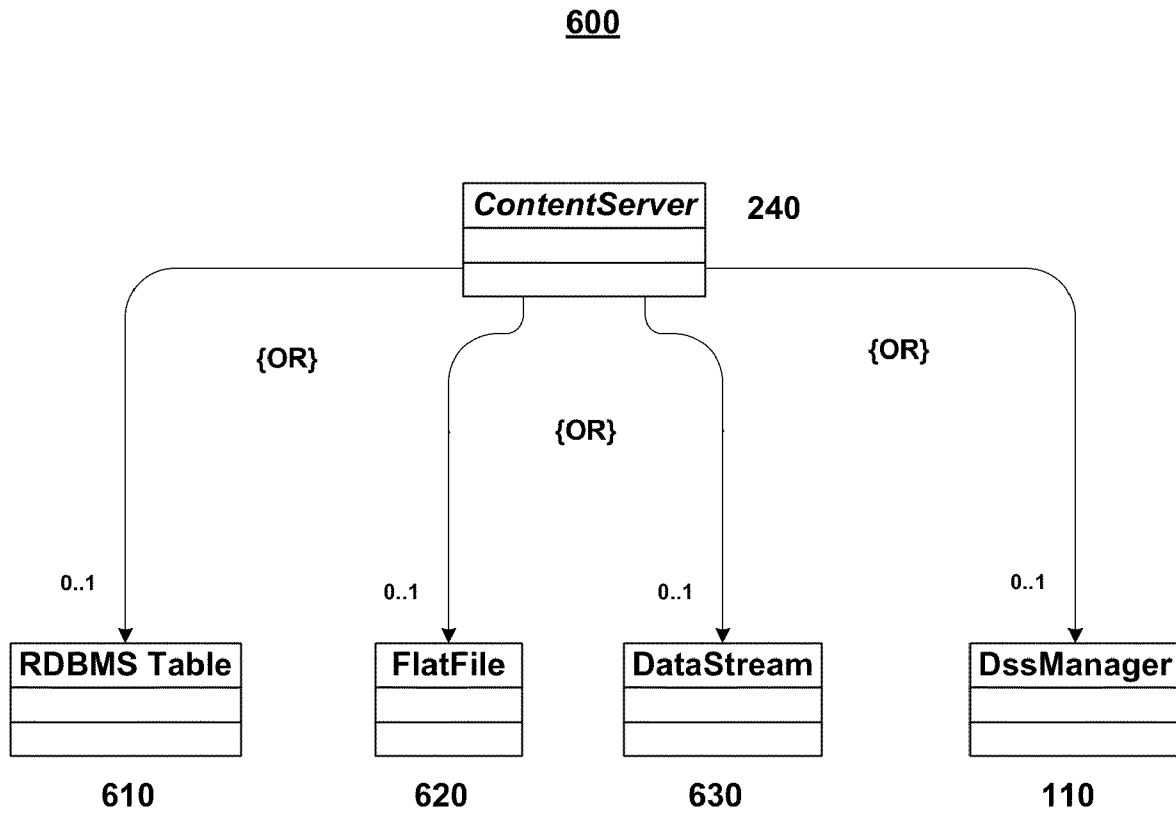 600
ContentServer 240
{OR} {OR}
{OR}
0..1 0..1 0..1 0..1
RDBMS Table FlatFile DataStream DssManager
610 620 630 110